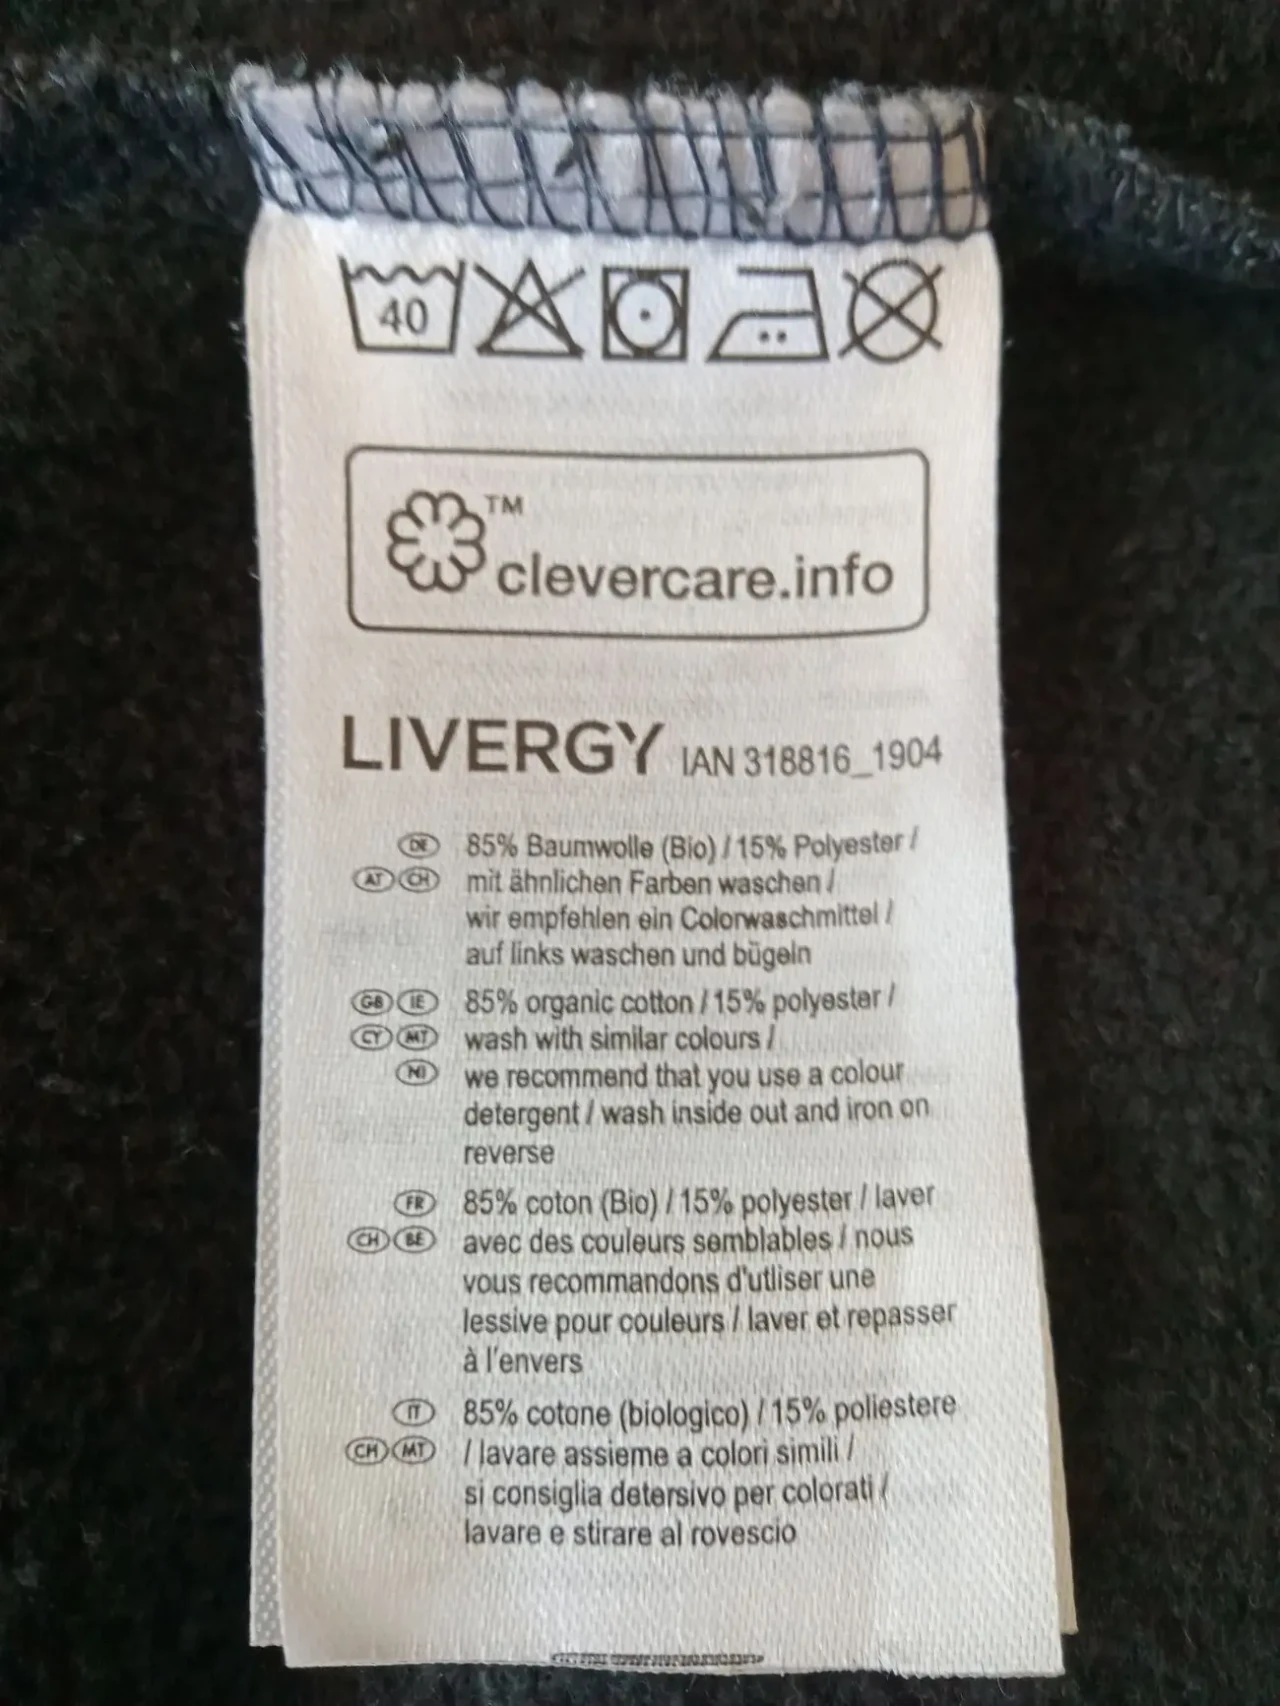 40
TM
clevercare.info
LIVERGY IAN 318816_1904
DE 85% Baumwolle (Bio) / 15% Polyester /
AT CH mit ähnlichen Farben waschen /
wir empfehlen ein Colorwaschmittel /
auf links waschen und bügeln
GB IE 85% organic cotton / 15% polyester /
CY MT wash with similar colours /
NI we recommend that you use a colour
detergent / wash inside out and iron on
reverse
FR 85% coton (Bio) / 15% polyester / laver
CH BE avec des couleurs semblables / nous
vous recommandons d'utliser une
lessive pour couleurs / laver et repasser
à l'envers
IT 85% cotone (biologico) / 15% poliestere
CH MT / lavare assieme a colori simili /
si consiglia detersivo per colorati /
lavare e stirare al rovescio